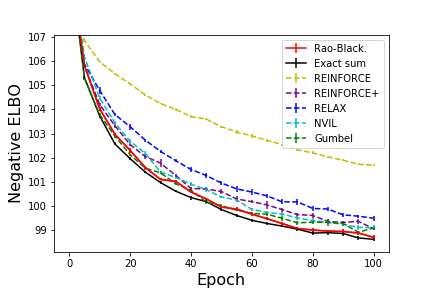 107
106
105
104
103
102
101
100
99
Negative ELBO
0
20
40
60
80
100
Epoch
Rao-Black.
Exact sum
REINFORCE
REINFORCE+
RELAX
NVIL
Gumbel